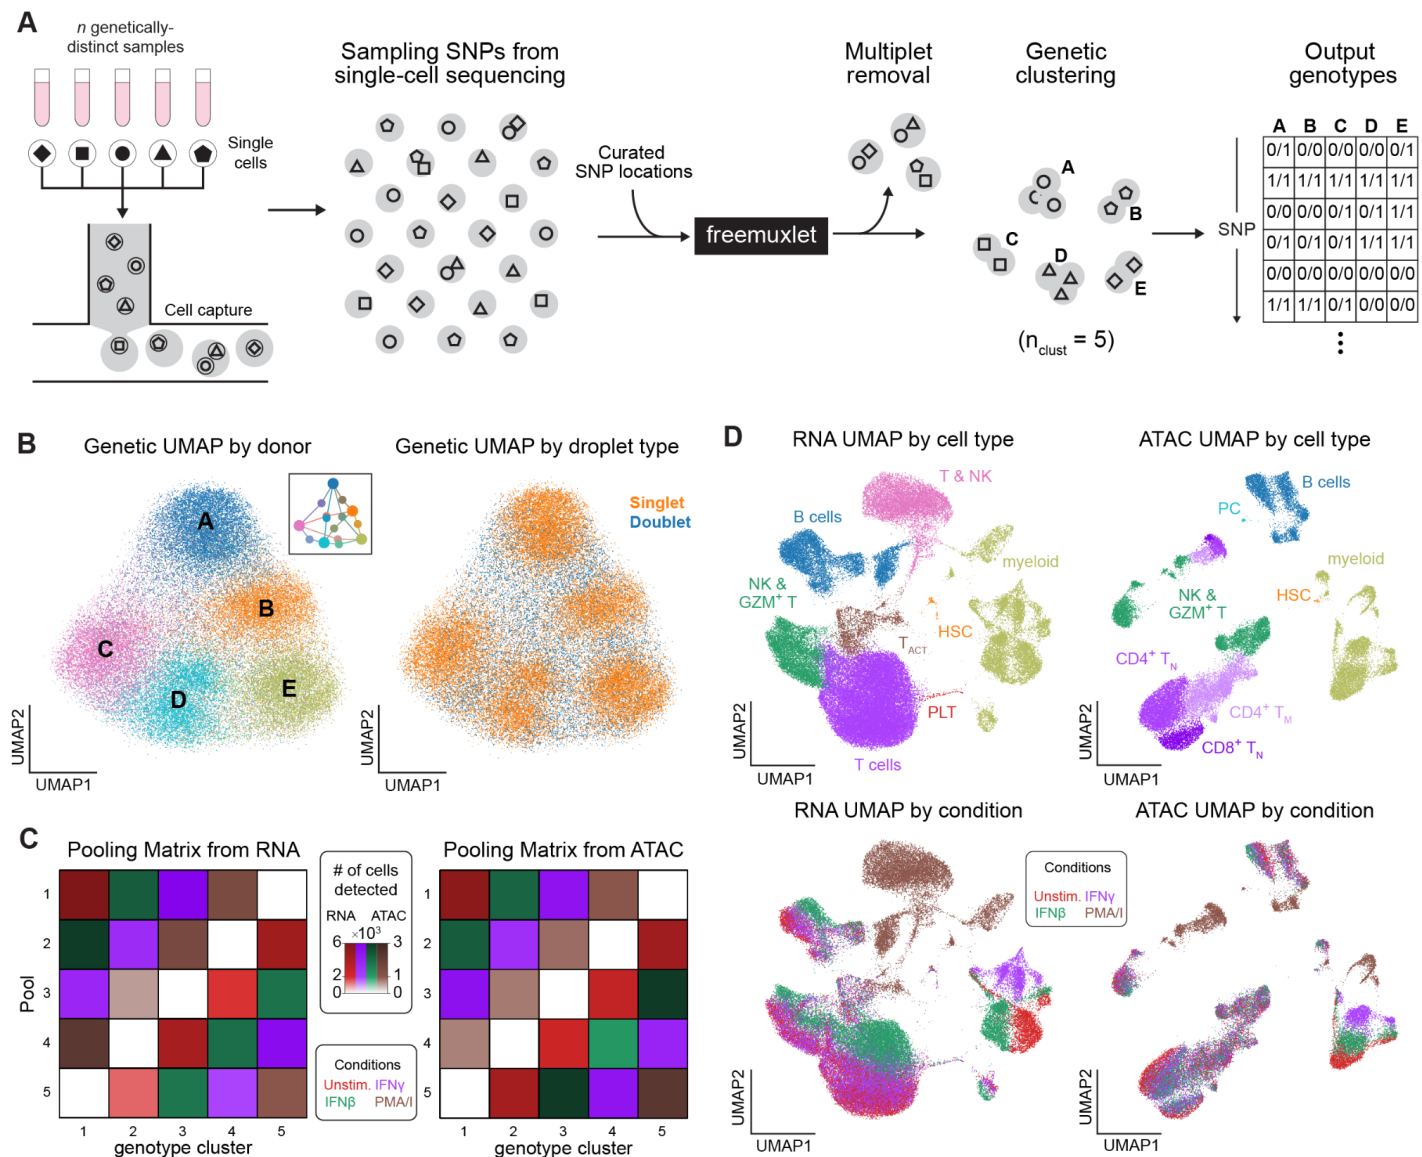 A
n genetically-
distinct samples
Single
cells
Cell capture
Sampling SNPs from
single-cell sequencing
Curated
SNP locations
freemuxlet
Multiplet
removal
Genetic
clustering
A
B
C
D
E
(nclust = 5)
Output
genotypes
SNP
A B C D E
0/1 0/0 0/0 0/0 0/1
1/1 1/1 1/1 1/1 1/1
0/0 0/0 0/1 0/1 1/1
0/1 0/1 0/1 1/1 1/1
0/0 0/0 0/0 0/0 0/0
1/1 1/1 0/1 0/0 0/0
B
Genetic UMAP by donor
A
B
C
D
E
UMAP2
UMAP1
Genetic UMAP by droplet type
Singlet
Doublet
UMAP2
UMAP1
C
Pooling Matrix from RNA
Pool
1
2
3
4
5
1 2 3 4 5
genotype cluster
# of cells
detected
RNA ATAC
×10³
6 3
2 1
0 0
Conditions
Unstim. IFNγ
IFNβ PMA/I
Pooling Matrix from ATAC
1
2
3
4
5
1 2 3 4 5
genotype cluster
D
RNA UMAP by cell type
T & NK
B cells
myeloid
NK &
GZM⁺ T
HSC
TACT
PLT
T cells
UMAP2
UMAP1
ATAC UMAP by cell type
B cells
PC
myeloid
HSC
NK &
GZM⁺ T
CD4⁺ TN
CD4⁺ TM
CD8⁺ TN
UMAP2
UMAP1
RNA UMAP by condition
Conditions
Unstim. IFNγ
IFNβ PMA/I
UMAP2
UMAP1
ATAC UMAP by condition
UMAP2
UMAP1